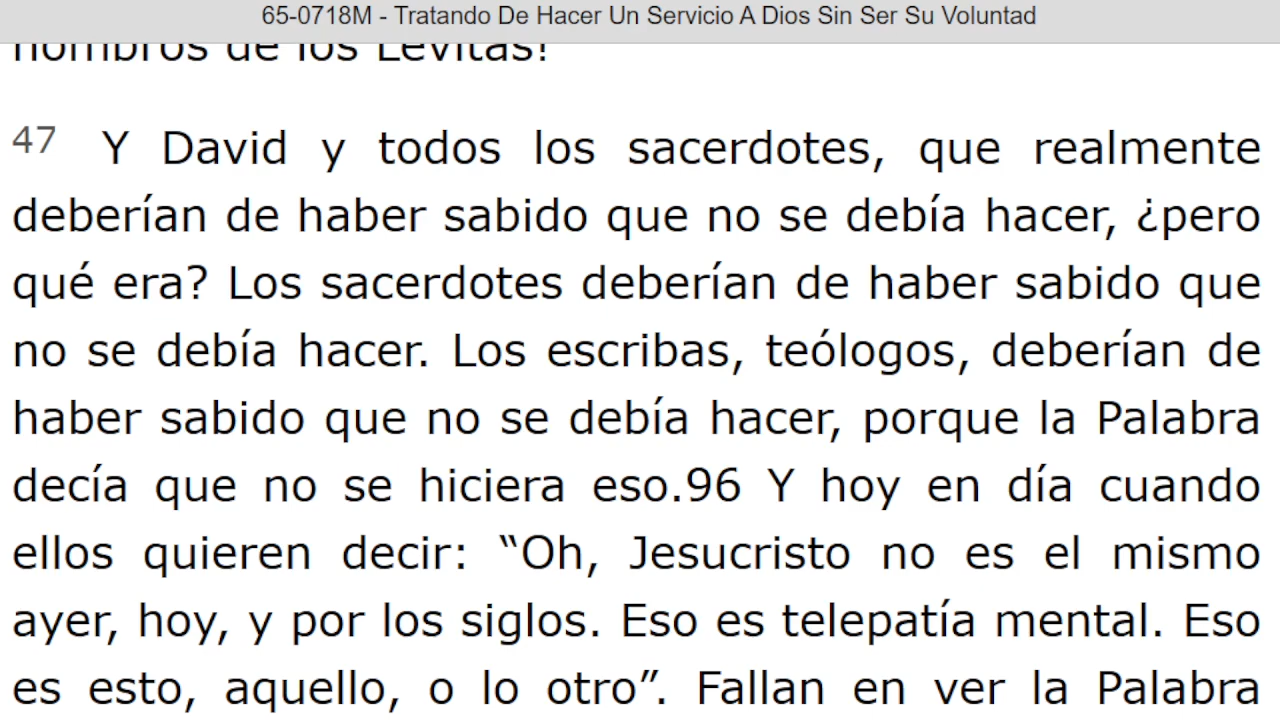 65-0718M - Tratando De Hacer Un Servicio A Dios Sin Ser Su Voluntad
hombros de los Levitas!
47 Y David y todos los sacerdotes, que realmente
deberían de haber sabido que no se debía hacer, ¿pero
qué era? Los sacerdotes deberían de haber sabido que
no se debía hacer. Los escribas, teólogos, deberían de
haber sabido que no se debía hacer, porque la Palabra
decía que no se hiciera eso.96 Y hoy en día cuando
ellos quieren decir: “Oh, Jesucristo no es el mismo
ayer, hoy, y por los siglos. Eso es telepatía mental. Eso
es esto, aquello, o lo otro”. Fallan en ver la Palabra